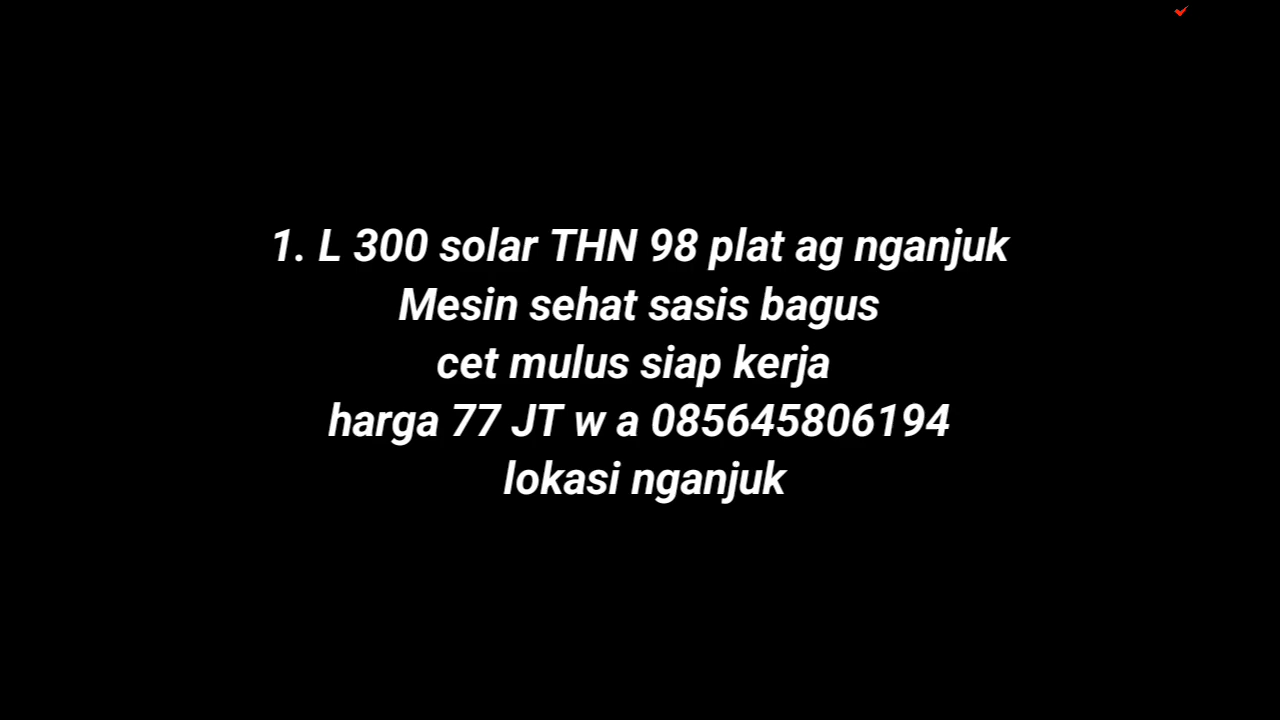 1. L 300 solar THN 98 plat ag nganjuk
Mesin sehat sasis bagus
cet mulus siap kerja
harga 77 JT w a 085645806194
lokasi nganjuk